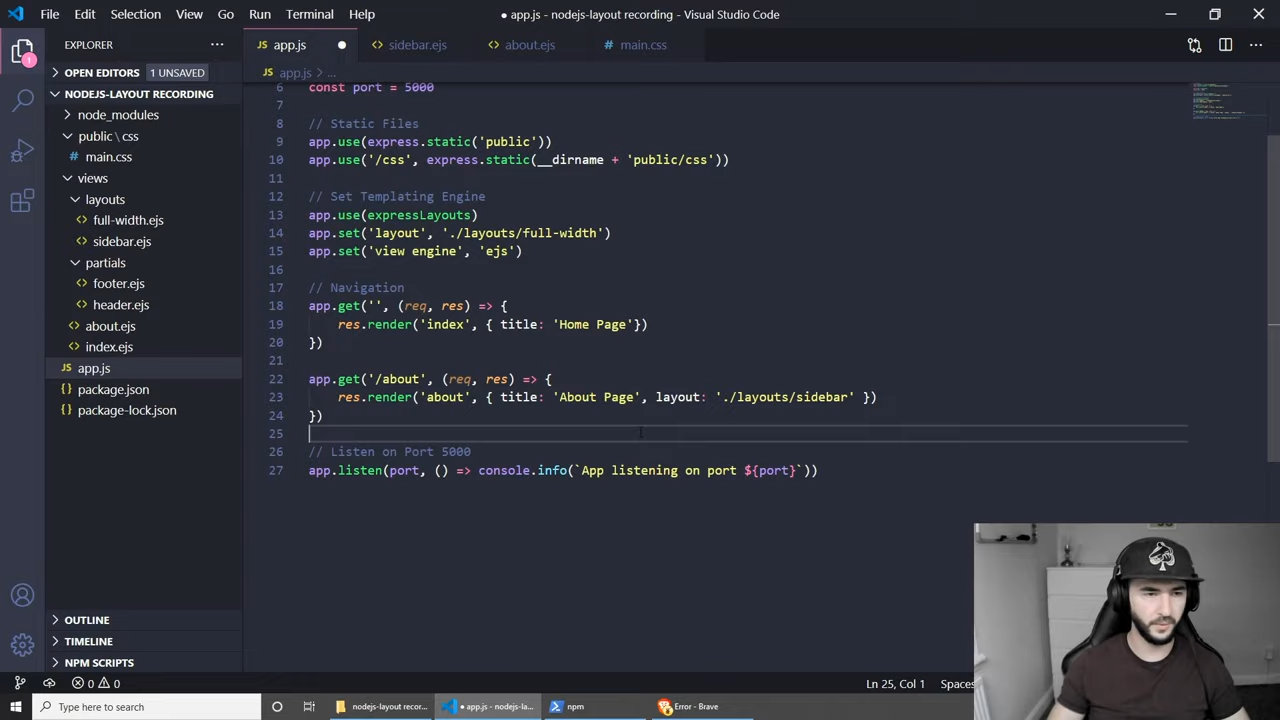 File Edit Selection View Go Run Terminal Help
● app.js - nodejs-layout recording - Visual Studio Code
EXPLORER
1
OPEN EDITORS 1 UNSAVED
NODEJS-LAYOUT RECORDING
node_modules
public\css
# main.css
views
layouts
<> full-width.ejs
<> sidebar.ejs
partials
<> footer.ejs
<> header.ejs
<> about.ejs
<> index.ejs
JS app.js
{} package.json
{} package-lock.json
OUTLINE
TIMELINE
NPM SCRIPTS
JS app.js ● <> sidebar.ejs <> about.ejs # main.css
JS app.js > ...
6 const port = 5000
7
8 // Static Files
9 app.use(express.static('public'))
10 app.use('/css', express.static(__dirname + 'public/css'))
11
12 // Set Templating Engine
13 app.use(expressLayouts)
14 app.set('layout', './layouts/full-width')
15 app.set('view engine', 'ejs')
16
17 // Navigation
18 app.get('', (req, res) => {
19 res.render('index', { title: 'Home Page'})
20 })
21
22 app.get('/about', (req, res) => {
23 res.render('about', { title: 'About Page', layout: './layouts/sidebar' })
24 })
25
26 // Listen on Port 5000
27 app.listen(port, () => console.info(`App listening on port ${port}`))
0 0 Ln 25, Col 1 Spaces
Type here to search nodejs-layout recor... ● app.js - nodejs-la... npm Error - Brave